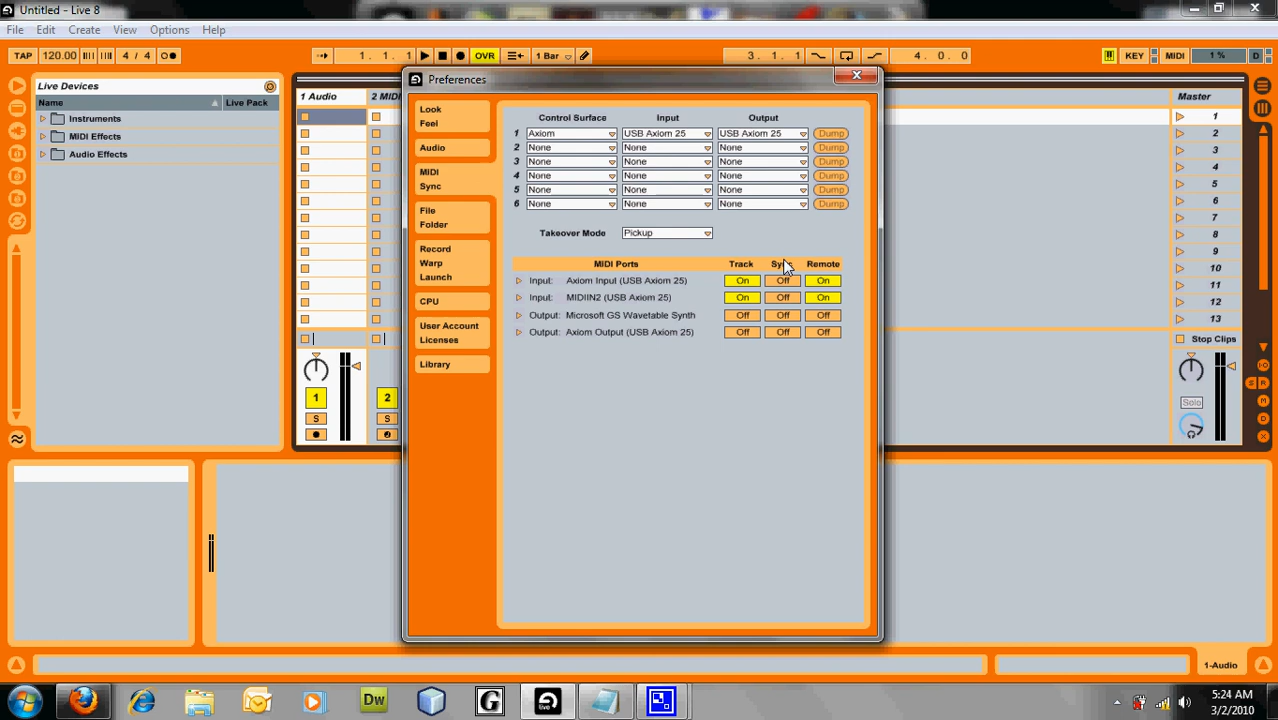 Untitled - Live 8
File Edit Create View Options Help
TAP 120.00 4 / 4 1. 1. 1 OVR 1 Bar 3. 1. 1 4. 0. 0 KEY MIDI 1 % D
Preferences
Live Devices
Name Live Pack
Instruments
MIDI Effects
Audio Effects
1 Audio 2 MIDI Master
1
2
3
4
5
6
7
8
9
10
11
12
13
Stop Clips
1 2 Solo
S S
S R
M
D
Look
Feel
Audio
MIDI
Sync
File
Folder
Record
Warp
Launch
CPU
User Account
Licenses
Library
Control Surface Input Output
1 Axiom USB Axiom 25 USB Axiom 25 Dump
2 None None None Dump
3 None None None Dump
4 None None None Dump
5 None None None Dump
6 None None None Dump
Takeover Mode Pickup
MIDI Ports Track Sync Remote
Input: Axiom Input (USB Axiom 25) On Off On
Input: MIDIIN2 (USB Axiom 25) On Off On
Output: Microsoft GS Wavetable Synth Off Off Off
Output: Axiom Output (USB Axiom 25) Off Off Off
1-Audio
Dw G live
5:24 AM
3/2/2010